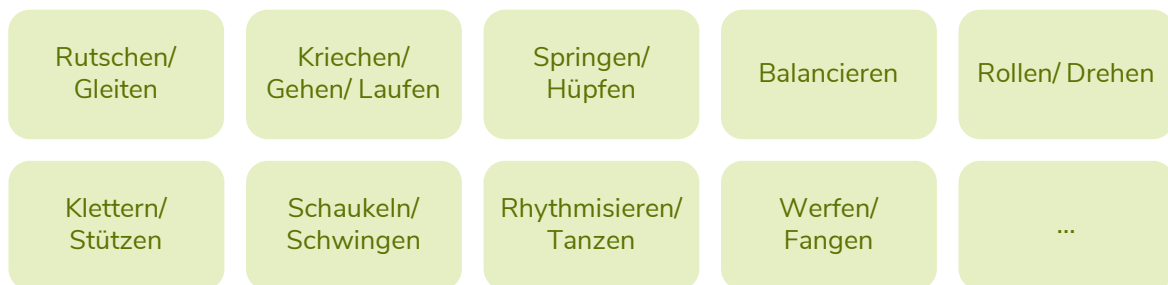 Rutschen/
Gleiten
Kriechen/
Gehen/ Laufen
Springen/
Hüpfen
Balancieren
Rollen/ Drehen
Klettern/
Stützen
Schaukeln/
Schwingen
Rhythmisieren/
Tanzen
Werfen/
Fangen
...